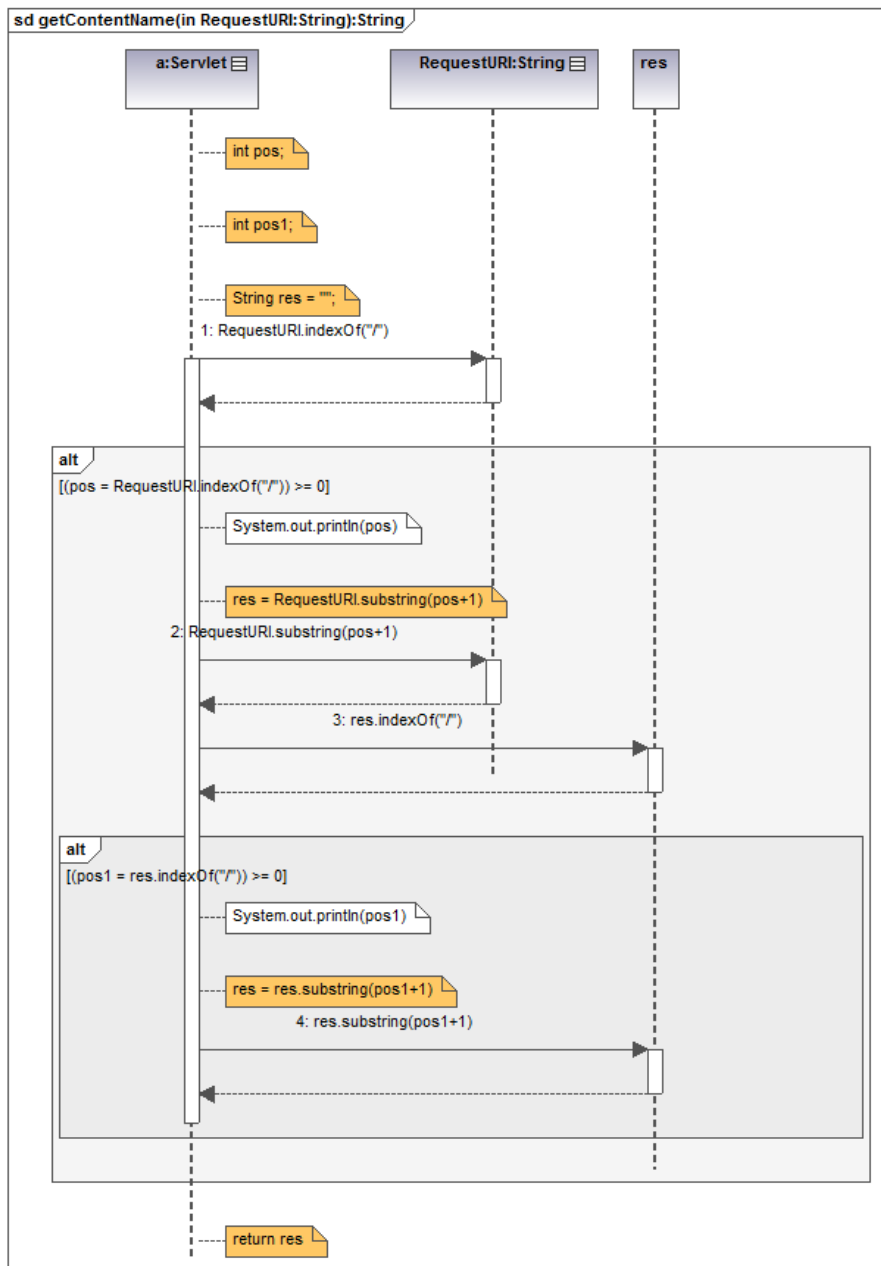 sd getContentName(in RequestURI:String):String
a:Servlet
RequestURI:String
res
int pos;
int pos1;
String res = "";
1: RequestURI.indexOf("/")
alt
[(pos = RequestURI.indexOf("/")) >= 0]
System.out.println(pos)
res = RequestURI.substring(pos+1)
2: RequestURI.substring(pos+1)
3: res.indexOf("/")
alt
[(pos1 = res.indexOf("/")) >= 0]
System.out.println(pos1)
res = res.substring(pos1+1)
4: res.substring(pos1+1)
return res